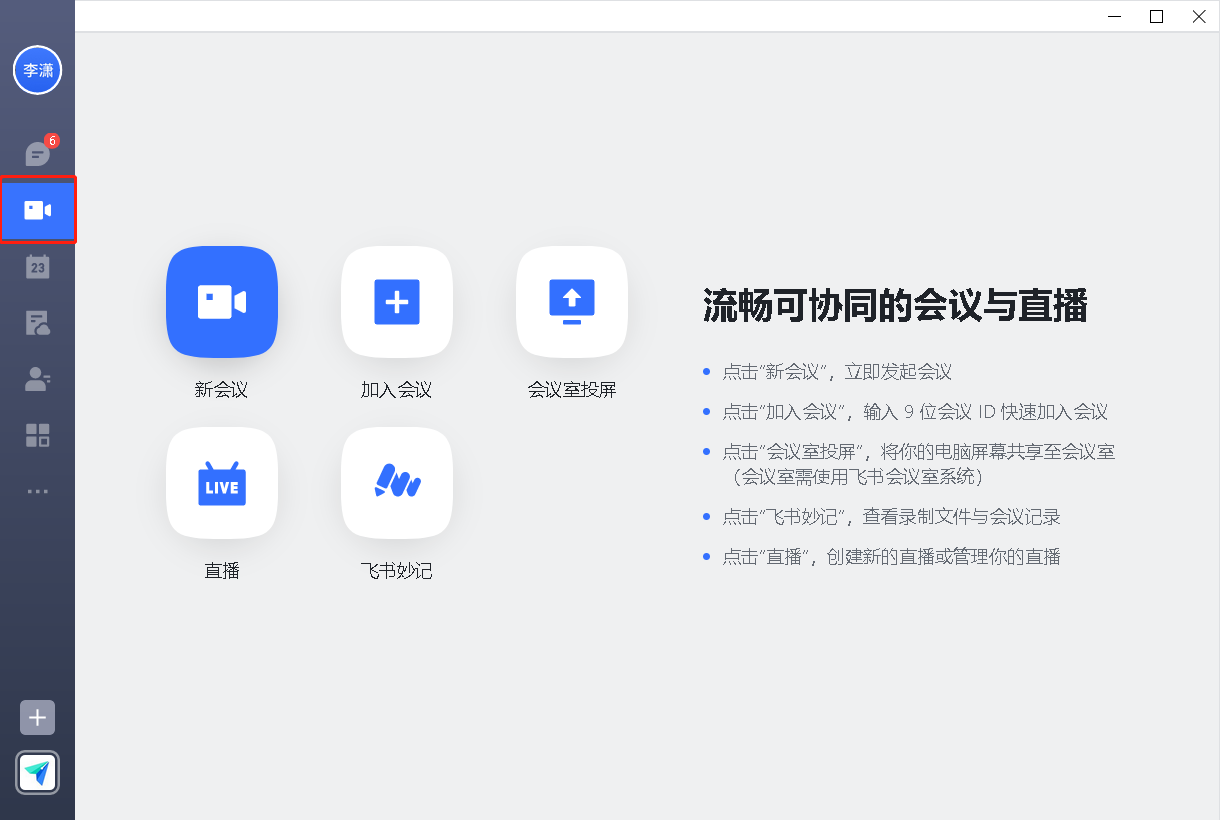 李潇
6
23
新会议
加入会议
会议室投屏
LIVE
直播
飞书妙记
流畅可协同的会议与直播
点击“新会议”，立即发起会议
点击“加入会议”，输入 9 位会议 ID 快速加入会议
点击“会议室投屏”，将你的电脑屏幕共享至会议室
（会议室需使用飞书会议室系统）
点击“飞书妙记”，查看录制文件与会议记录
点击“直播”，创建新的直播或管理你的直播